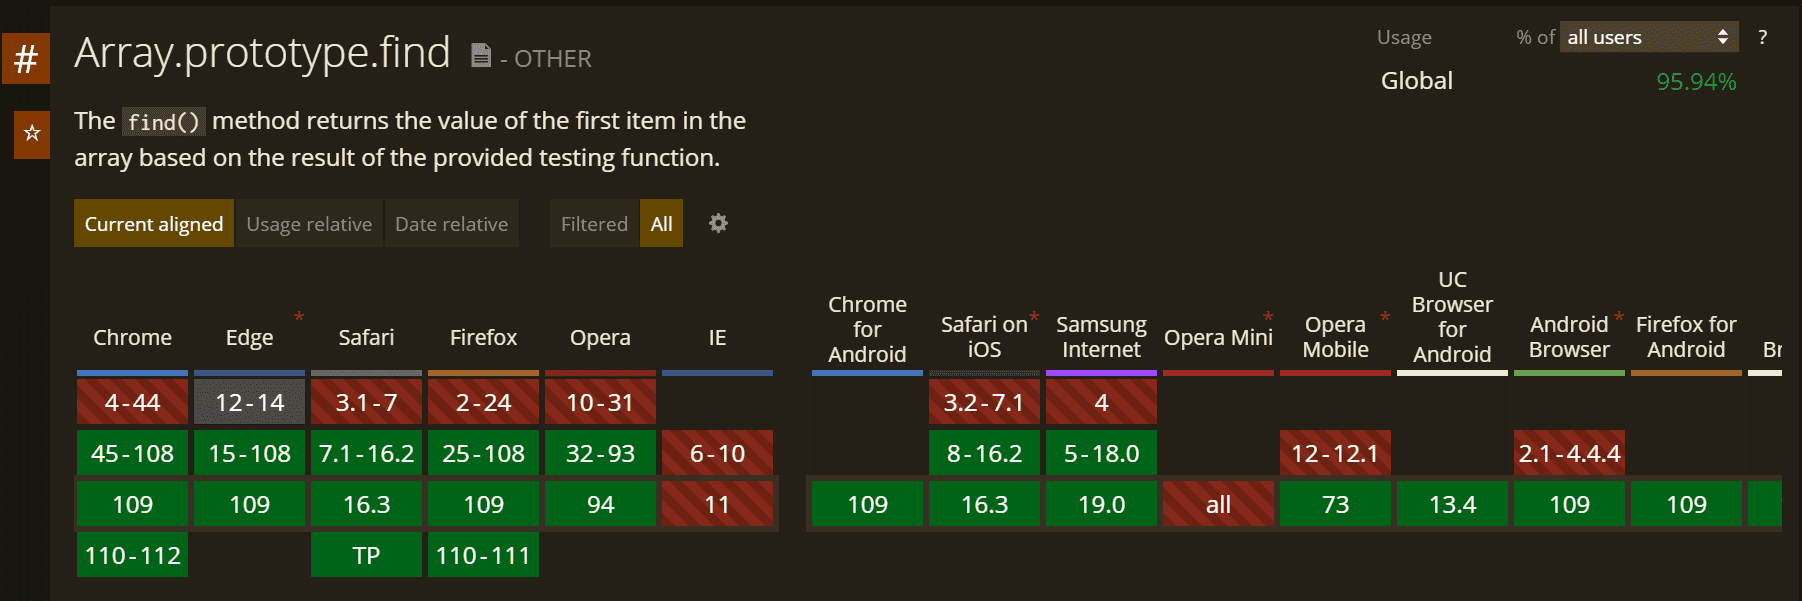 #
Array.prototype.find - OTHER
Usage % of all users ?
Global 95.94%
☆
The find() method returns the value of the first item in the
array based on the result of the provided testing function.
Current aligned Usage relative Date relative Filtered All
Chrome Edge * Safari Firefox Opera IE
Chrome
for
Android
Safari on *
iOS
Samsung
Internet
Opera Mini *
Opera *
Mobile
UC
Browser
for
Android
Android *
Browser
Firefox for
Android
Br
4-44 12-14 3.1-7 2-24 10-31 3.2-7.1 4
45-108 15-108 7.1-16.2 25-108 32-93 6-10 8-16.2 5-18.0 12-12.1 2.1-4.4.4
109 109 16.3 109 94 11 109 16.3 19.0 all 73 13.4 109 109
110-112 TP 110-111